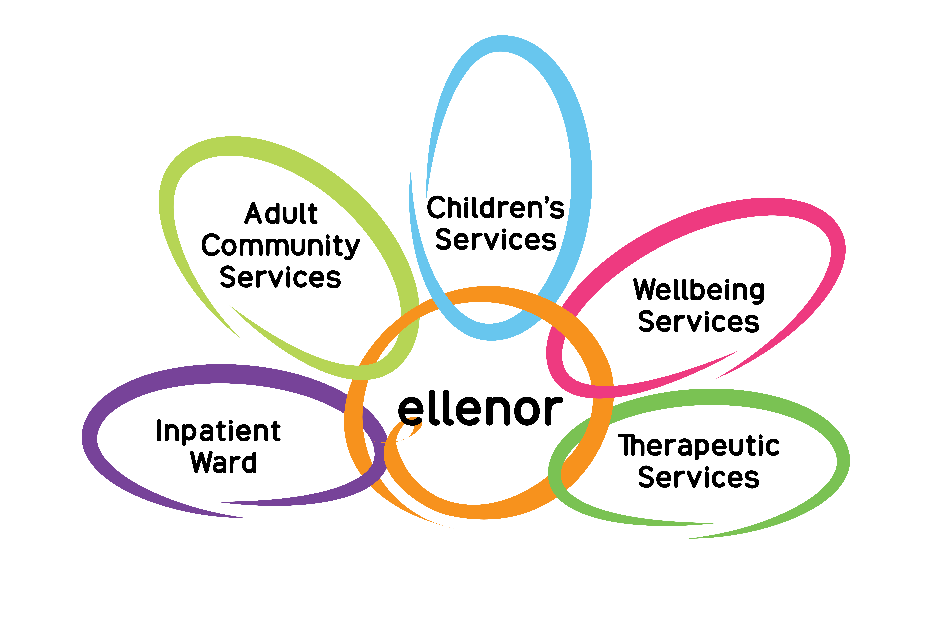 Children's
Services
Adult
Community
Services
Wellbeing
Services
ellenor
Inpatient
Ward
Therapeutic
Services